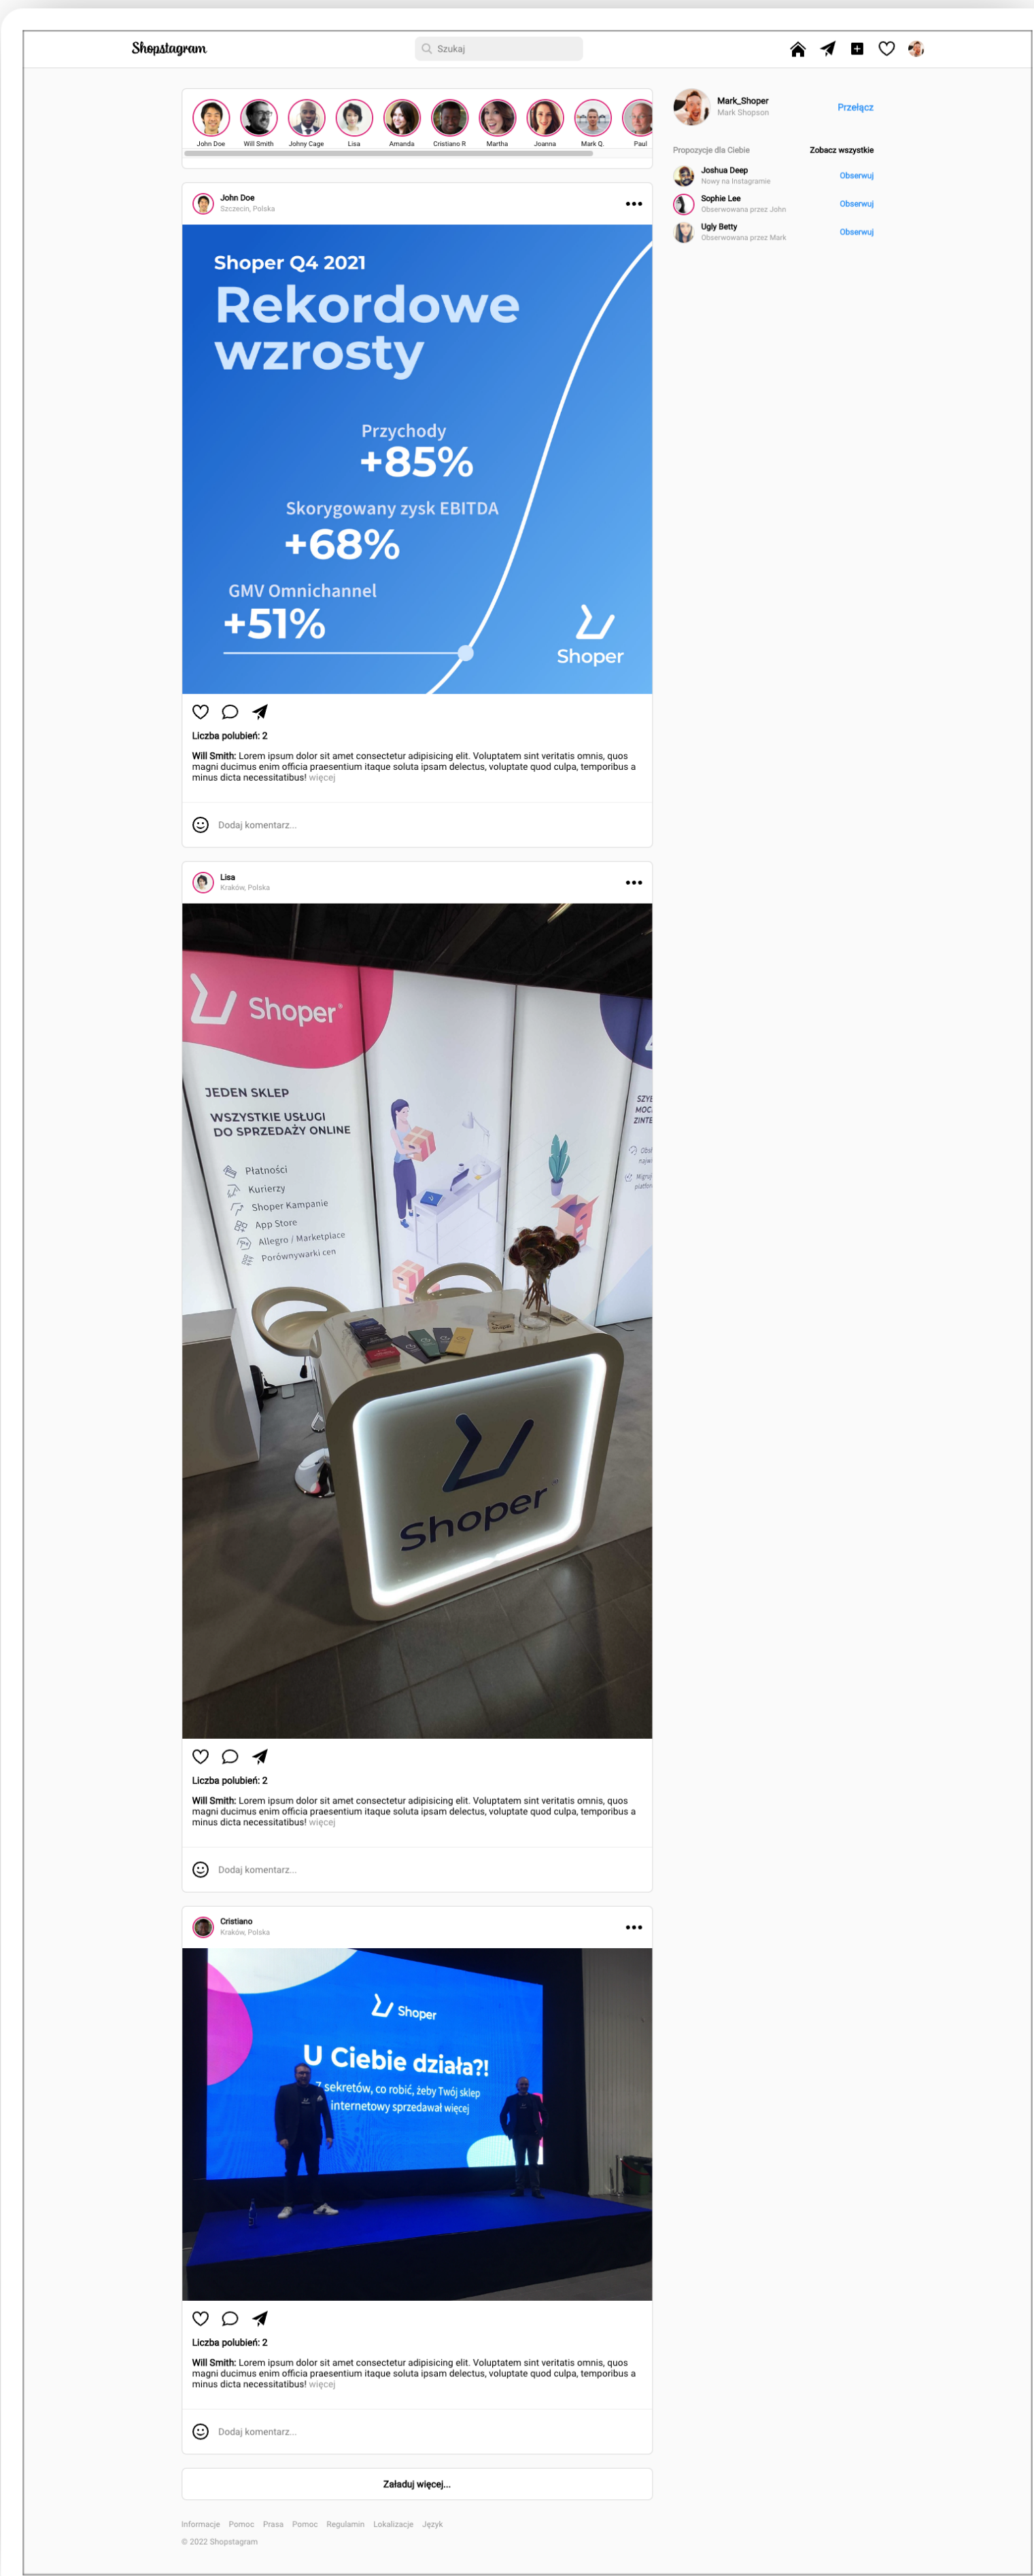 Shopstagram
Szukaj
John Doe
Will Smith
Johny Cage
Lisa
Amanda
Cristiano R
Martha
Joanna
Mark Q.
Paul
Mark_Shoper
Mark Shopson
Przełącz
Propozycje dla Ciebie
Zobacz wszystkie
Joshua Deep
Nowy na Instagramie
Obserwuj
Sophie Lee
Obserwowana przez John
Obserwuj
Ugly Betty
Obserwowana przez Mark
Obserwuj
John Doe
Szczecin, Polska
Shoper Q4 2021
Rekordowe
wzrosty
Przychody
+85%
Skorygowany zysk EBITDA
+68%
GMV Omnichannel
+51%
Shoper
Liczba polubień: 2
Will Smith: Lorem ipsum dolor sit amet consectetur adipisicing elit. Voluptatem sint veritatis omnis, quos
magni ducimus enim officia praesentium itaque soluta ipsam delectus, voluptate quod culpa, temporibus a
minus dicta necessitatibus! więcej
Dodaj komentarz...
Lisa
Kraków, Polska
Shoper®
JEDEN SKLEP
WSZYSTKIE USŁUGI
DO SPRZEDAŻY ONLINE
Płatności
Kurierzy
Shoper Kampanie
App Store
Allegro / Marketplace
Porównywarki cen
Shoper
Liczba polubień: 2
Will Smith: Lorem ipsum dolor sit amet consectetur adipisicing elit. Voluptatem sint veritatis omnis, quos
magni ducimus enim officia praesentium itaque soluta ipsam delectus, voluptate quod culpa, temporibus a
minus dicta necessitatibus! więcej
Dodaj komentarz...
Cristiano
Kraków, Polska
Shoper
U Ciebie działa?!
7 sekretów, co robić, żeby Twój sklep
internetowy sprzedawał więcej
Liczba polubień: 2
Will Smith: Lorem ipsum dolor sit amet consectetur adipisicing elit. Voluptatem sint veritatis omnis, quos
magni ducimus enim officia praesentium itaque soluta ipsam delectus, voluptate quod culpa, temporibus a
minus dicta necessitatibus! więcej
Dodaj komentarz...
Załaduj więcej...
Informacje Pomoc Prasa Pomoc Regulamin Lokalizacje Język
© 2022 Shopstagram